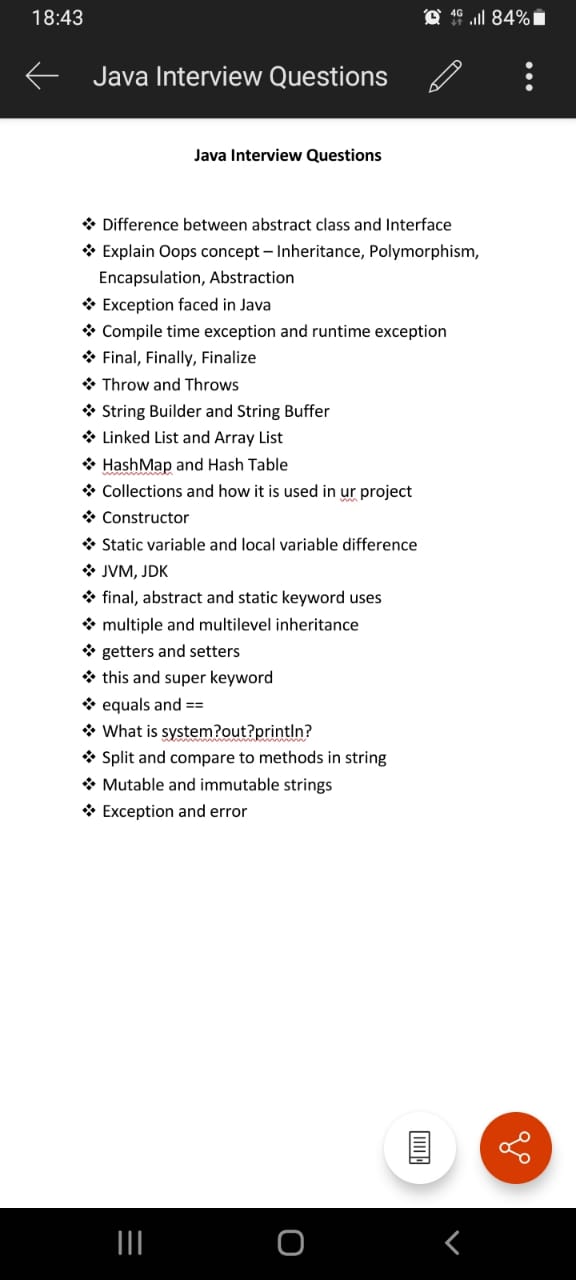 18:43
4G 84%
Java Interview Questions
Java Interview Questions
❖ Difference between abstract class and Interface
❖ Explain Oops concept – Inheritance, Polymorphism,
Encapsulation, Abstraction
❖ Exception faced in Java
❖ Compile time exception and runtime exception
❖ Final, Finally, Finalize
❖ Throw and Throws
❖ String Builder and String Buffer
❖ Linked List and Array List
❖ HashMap and Hash Table
❖ Collections and how it is used in ur project
❖ Constructor
❖ Static variable and local variable difference
❖ JVM, JDK
❖ final, abstract and static keyword uses
❖ multiple and multilevel inheritance
❖ getters and setters
❖ this and super keyword
❖ equals and ==
❖ What is system?out?println?
❖ Split and compare to methods in string
❖ Mutable and immutable strings
❖ Exception and error